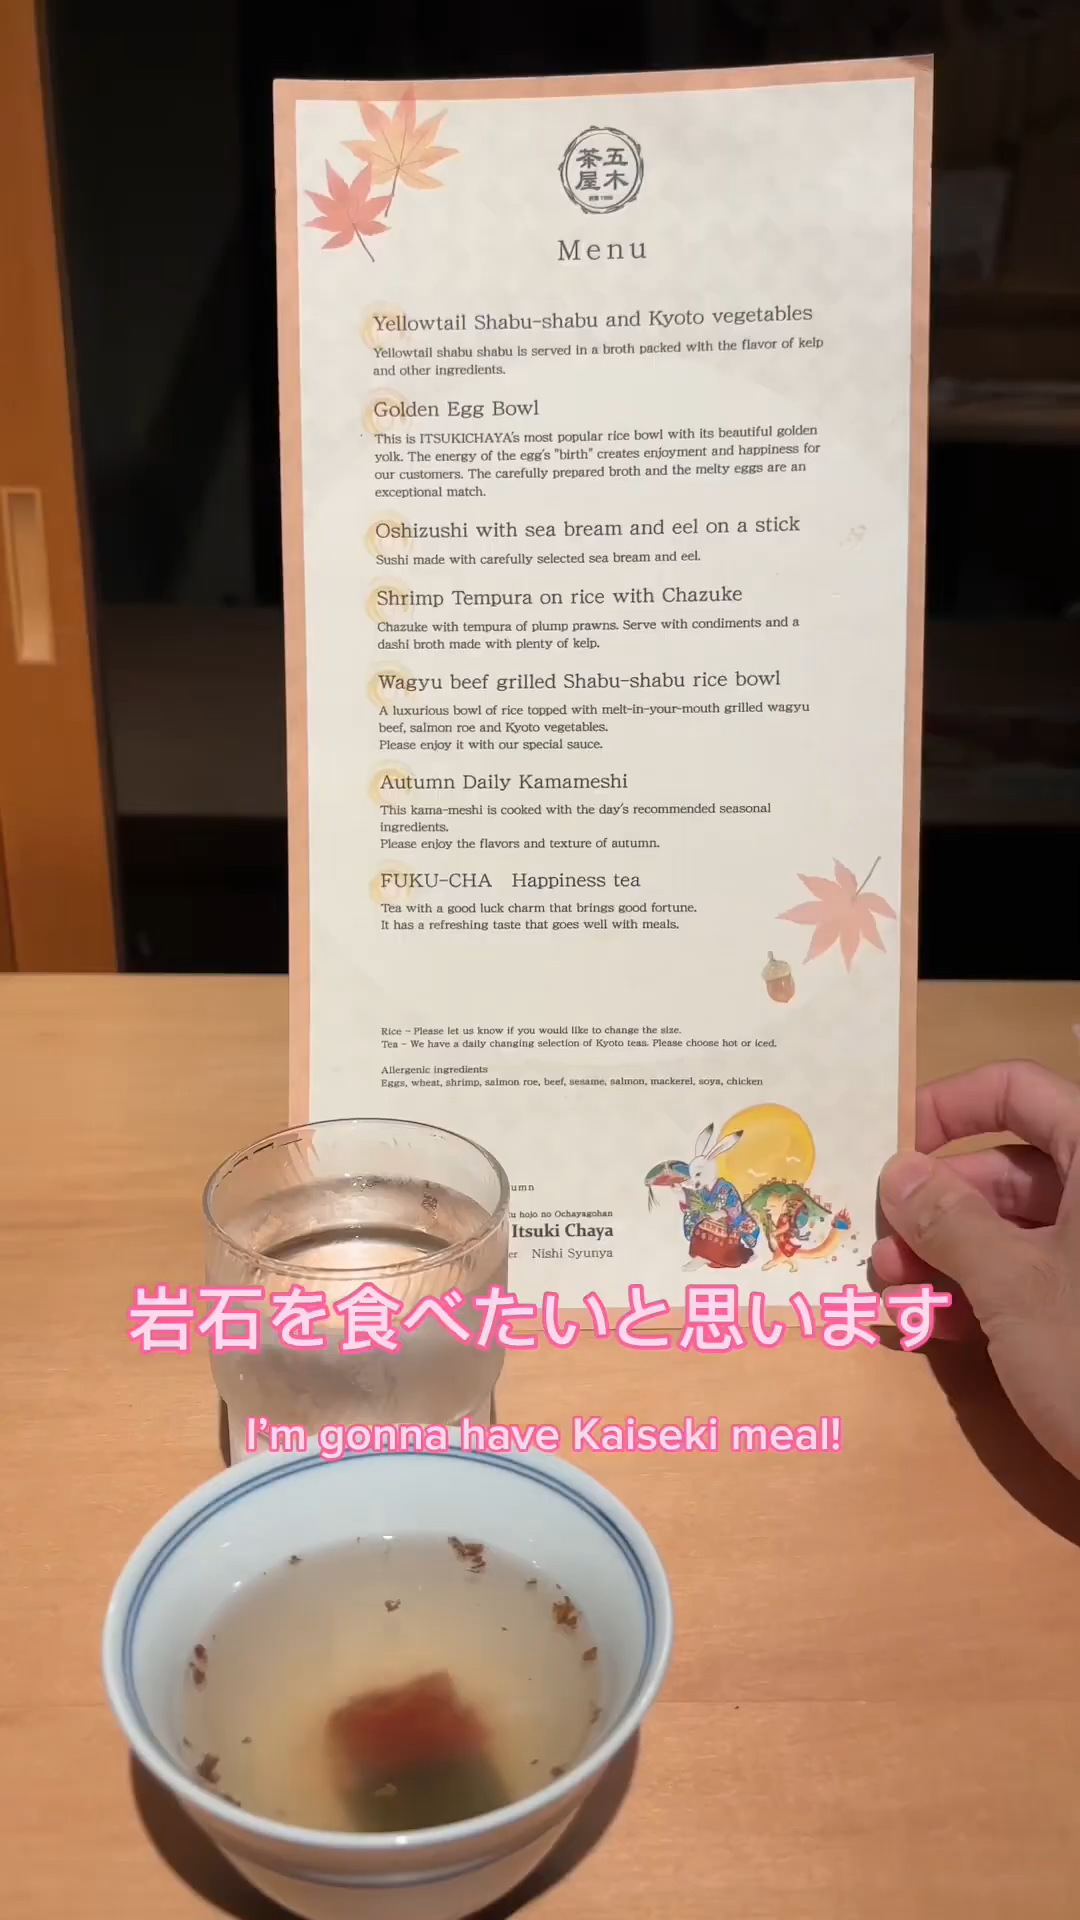 五木
茶屋
Menu
Yellowtail Shabu-shabu and Kyoto vegetables
Yellowtail shabu shabu is served in a broth packed with the flavor of kelp
and other ingredients.
Golden Egg Bowl
This is ITSUKICHAYA's most popular rice bowl with its beautiful golden
yolk. The energy of the egg's "birth" creates enjoyment and happiness for
our customers. The carefully prepared broth and the melty eggs are an
exceptional match.
Oshizushi with sea bream and eel on a stick
Sushi made with carefully selected sea bream and eel.
Shrimp Tempura on rice with Chazuke
Chazuke with tempura of plump prawns. Serve with condiments and a
dashi broth made with plenty of kelp.
Wagyu beef grilled Shabu-shabu rice bowl
A luxurious bowl of rice topped with melt-in-your-mouth grilled wagyu
beef, salmon roe and Kyoto vegetables.
Please enjoy it with our special sauce.
Autumn Daily Kamameshi
This kama-meshi is cooked with the day's recommended seasonal
ingredients.
Please enjoy the flavors and texture of autumn.
FUKU-CHA Happiness tea
Tea with a good luck charm that brings good fortune.
It has a refreshing taste that goes well with meals.
Rice - Please let us know if you would like to change the size.
Tea - We have a daily changing selection of Kyoto teas. Please choose hot or iced.
Allergenic ingredients
Eggs, wheat, shrimp, salmon roe, beef, sesame, salmon, mackerel, soya, chicken
umn
hojo no Ochayagohan
Itsuki Chaya
er Nishi Syunya
岩石を食べたいと思います
I'm gonna have Kaiseki meal!